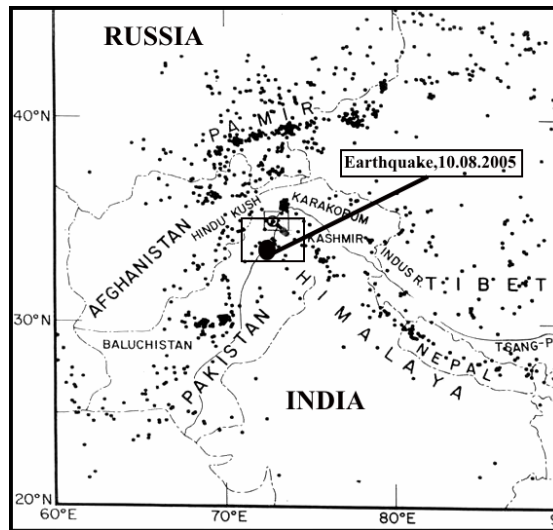 RUSSIA
40°N
PAMIR
Earthquake,10.08.2005
KARAKORUM
HINDU KUSH
KASHMIR
INDUS R.
AFGHANISTAN
TIBET
HIMALAYA
30°N
BALUCHISTAN
PAKISTAN
TSANG-P
NEPAL
INDIA
20°N
60°E
70°E
80°E